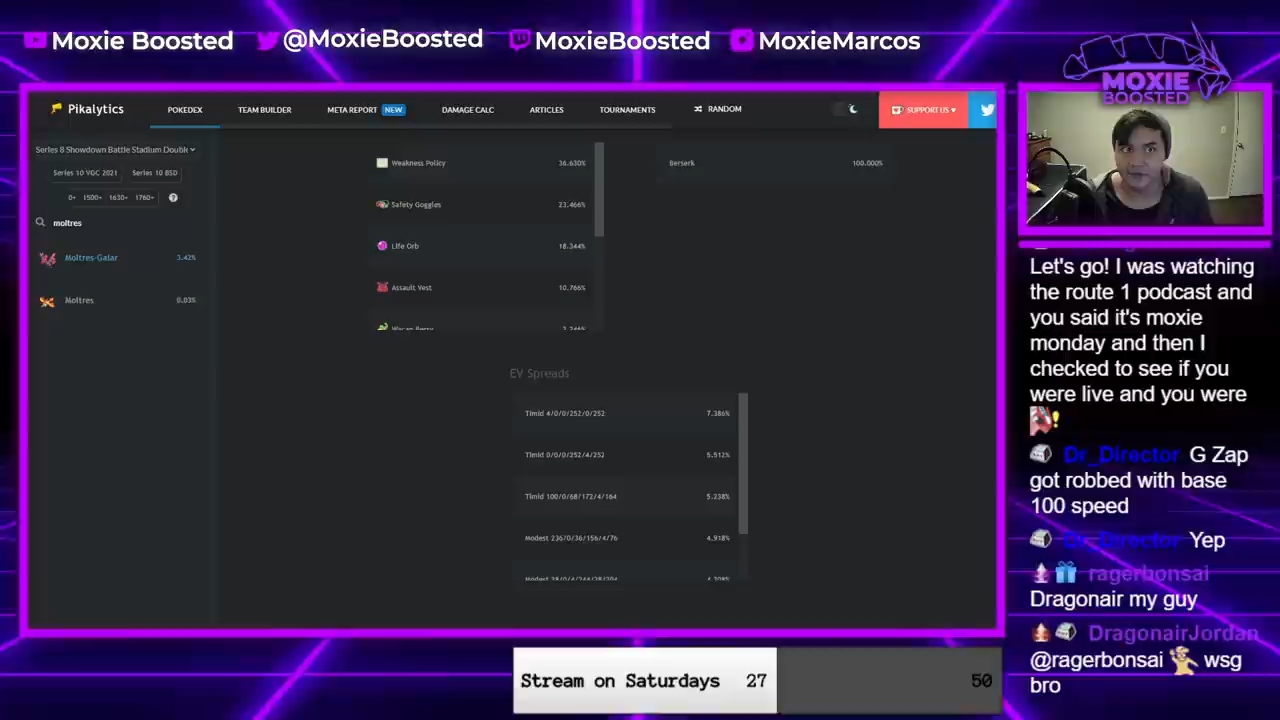 Moxie Boosted
@MoxieBoosted
MoxieBoosted
MoxieMarcos
MOXIE
BOOSTED
Pikalytics
POKEDEX
TEAM BUILDER
META REPORT NEW
DAMAGE CALC
ARTICLES
TOURNAMENTS
RANDOM
SUPPORT US
Series 8 Showdown Battle Stadium Double
Series 10 VGC 2021
Series 10 BSD
0+ 1500+ 1630+ 1760+ ?
moltres
Moltres-Galar 3.42%
Moltres 0.03%
Weakness Policy 36.630%
Safety Goggles 23.466%
Life Orb 18.344%
Assault Vest 10.766%
Wacan Berry
Berserk 100.000%
EV Spreads
Timid 4/0/0/252/0/252 7.386%
Timid 0/0/0/252/4/252 5.512%
Timid 100/0/68/172/4/164 5.238%
Modest 236/0/36/156/4/76 4.918%
Let's go! I was watching
the route 1 podcast and
you said it's moxie
monday and then I
checked to see if you
were live and you were
!
Dr_Director G Zap
got robbed with base
100 speed
Dr_Director Yep
ragerbonsai
Dragonair my guy
DragonairJordan
@ragerbonsai wsg
bro
Stream on Saturdays 27
50